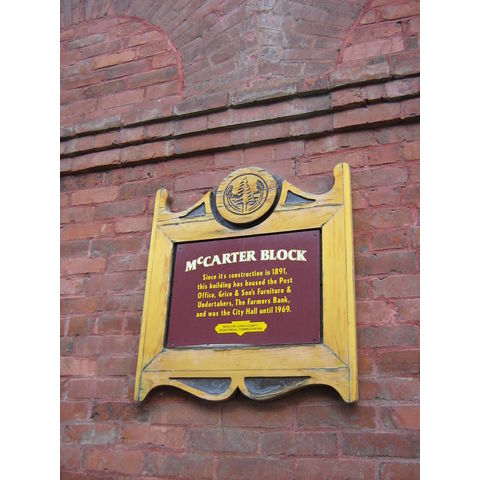 McCARTER BLOCK
Since it's construction in 1891,
this building has housed the Post
Office, Grice & Son's Furniture &
Undertakers, The Farmers Bank,
and was the City Hall until 1969.